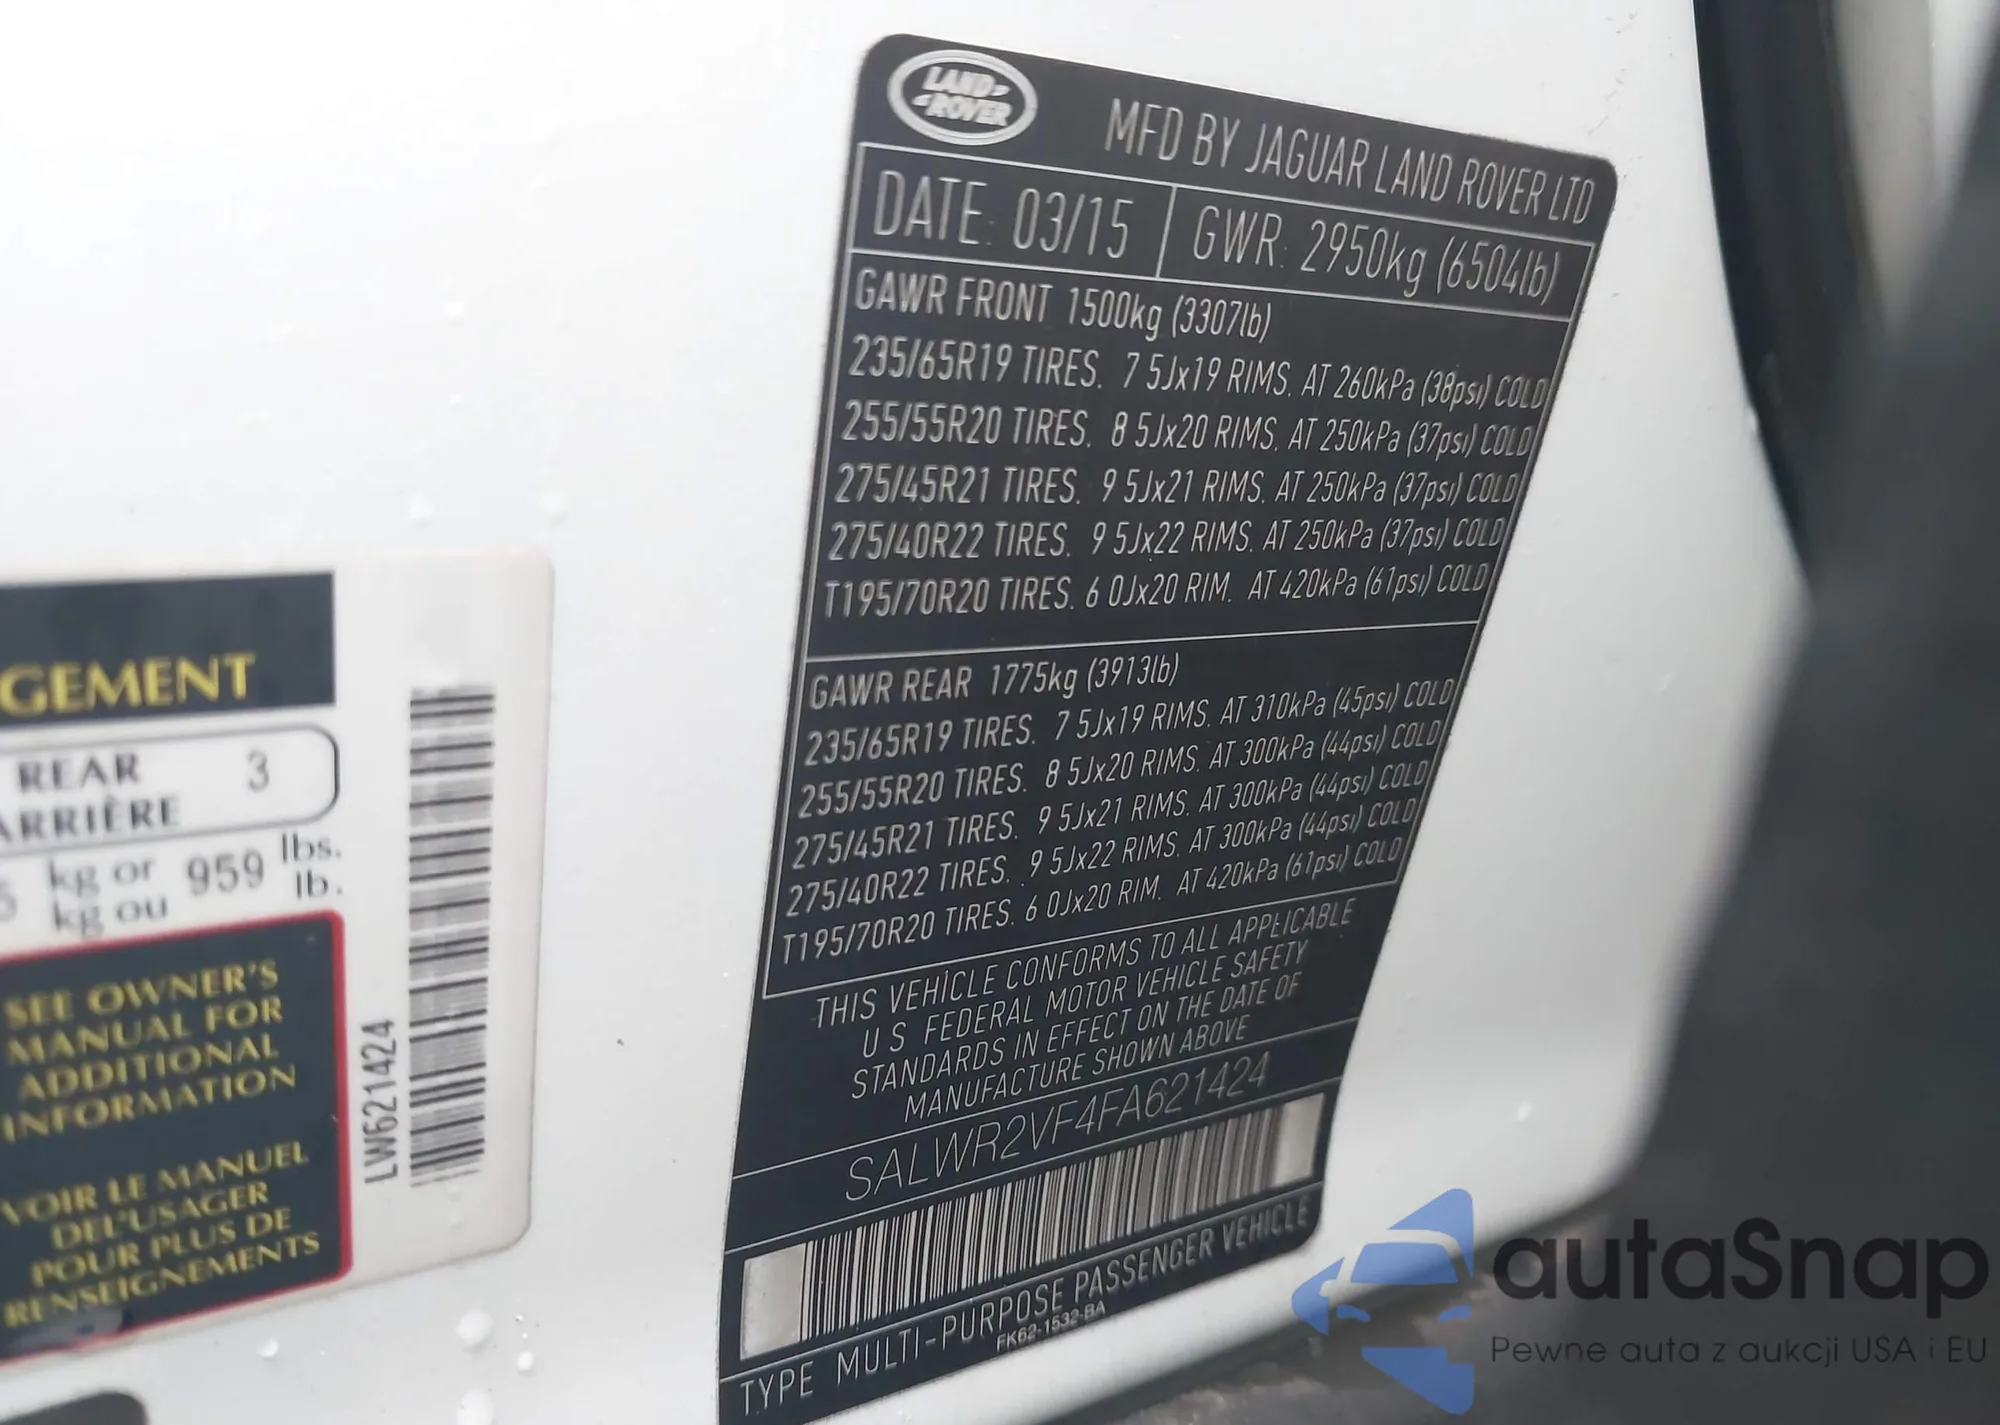 LAND
ROVER
MFD BY JAGUAR LAND ROVER LTD
DATE: 03/15 GWR: 2950kg (6504lb)
GAWR FRONT 1500kg (3307lb)
235/65R19 TIRES. 7 5Jx19 RIMS. AT 260kPa (38psi) COLD
255/55R20 TIRES. 8 5Jx20 RIMS. AT 250kPa (37psi) COLD
275/45R21 TIRES. 9 5Jx21 RIMS. AT 250kPa (37psi) COLD
275/40R22 TIRES. 9 5Jx22 RIMS. AT 250kPa (37psi) COLD
T195/70R20 TIRES. 6 0Jx20 RIM. AT 420kPa (61psi) COLD
GAWR REAR 1775kg (3913lb)
235/65R19 TIRES. 7 5Jx19 RIMS. AT 310kPa (45psi) COLD
255/55R20 TIRES. 8 5Jx20 RIMS. AT 300kPa (44psi) COLD
275/45R21 TIRES. 9 5Jx21 RIMS. AT 300kPa (44psi) COLD
275/40R22 TIRES. 9 5Jx22 RIMS. AT 300kPa (44psi) COLD
T195/70R20 TIRES. 6 0Jx20 RIM. AT 420kPa (61psi) COLD
THIS VEHICLE CONFORMS TO ALL APPLICABLE
U S FEDERAL MOTOR VEHICLE SAFETY
STANDARDS IN EFFECT ON THE DATE OF
MANUFACTURE SHOWN ABOVE
SALWR2VF4FA621424
TYPE MULTI-PURPOSE PASSENGER VEHICLE
FK62-1532-BA
GEMENT
REAR 3
ARRIÈRE
5 kg or 959 lbs.
kg ou lb.
SEE OWNER'S
MANUAL FOR
ADDITIONAL
INFORMATION
VOIR LE MANUEL
DEL'USAGER
POUR PLUS DE
RENSEIGNEMENTS
LW621424
autaSnap
Pewne auta z aukcji USA i EU